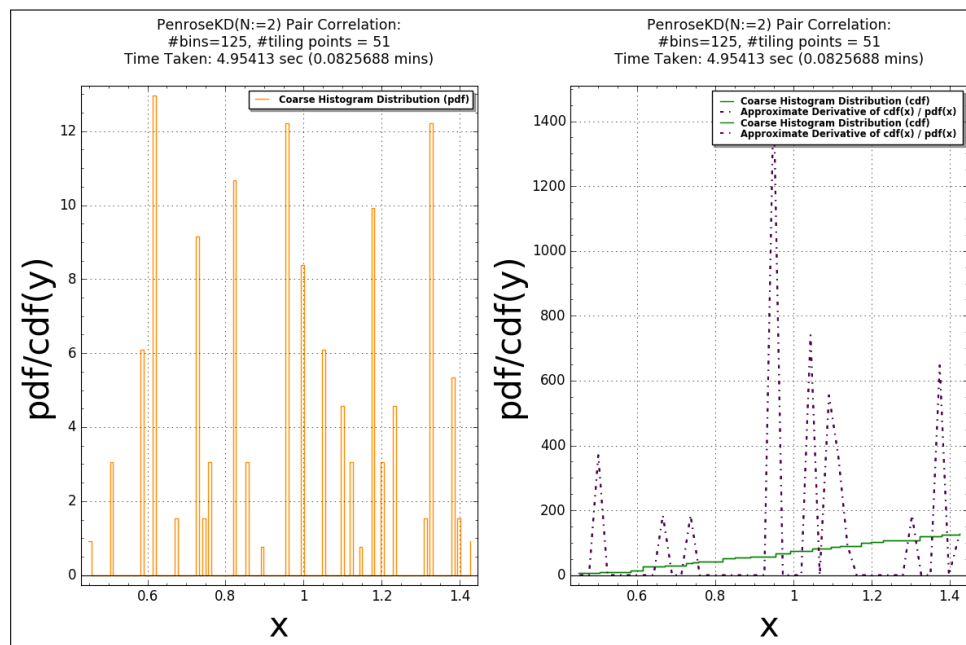 PenroseKD(N:=2) Pair Correlation:
#bins=125, #tiling points = 51
Time Taken: 4.95413 sec (0.0825688 mins)
Coarse Histogram Distribution (pdf)
12
10
8
6
4
2
0
0.6
0.8
1
1.2
1.4
pdf/cdf(y)
x
PenroseKD(N:=2) Pair Correlation:
#bins=125, #tiling points = 51
Time Taken: 4.95413 sec (0.0825688 mins)
Coarse Histogram Distribution (cdf)
Approximate Derivative of cdf(x) / pdf(x)
Coarse Histogram Distribution (cdf)
Approximate Derivative of cdf(x) / pdf(x)
1400
1200
1000
800
600
400
200
0
0.6
0.8
1
1.2
1.4
pdf/cdf(y)
x